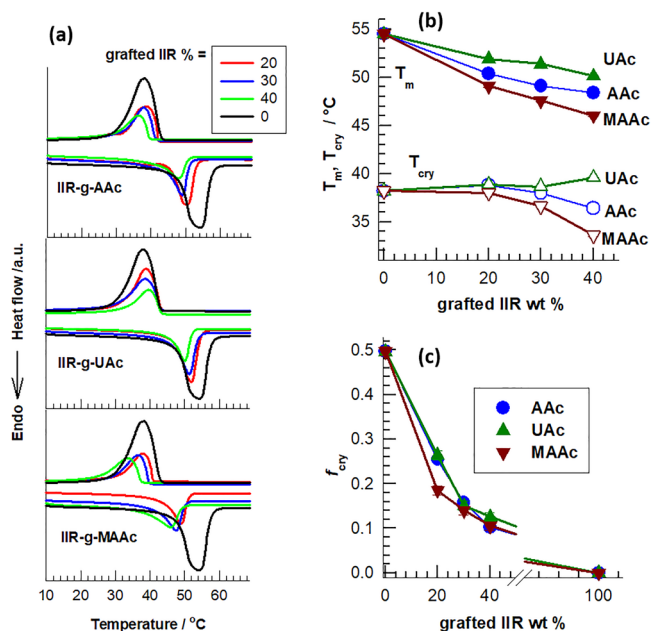 (a)
grafted IIR % =
20
30
40
0
IIR-g-AAc
IIR-g-UAc
IIR-g-MAAc
10 20 30 40 50 60
Temperature / °C
Endo
Heat flow /a.u.
(b)
55
50
45
40
35
Tm, Tcry / °C
Tm
UAc
AAc
MAAc
Tcry
UAc
AAc
MAAc
0 10 20 30 40
grafted IIR wt %
(c)
0.5
0.4
0.3
0.2
0.1
0.0
fcry
AAc
UAc
MAAc
0 20 40 100
grafted IIR wt %